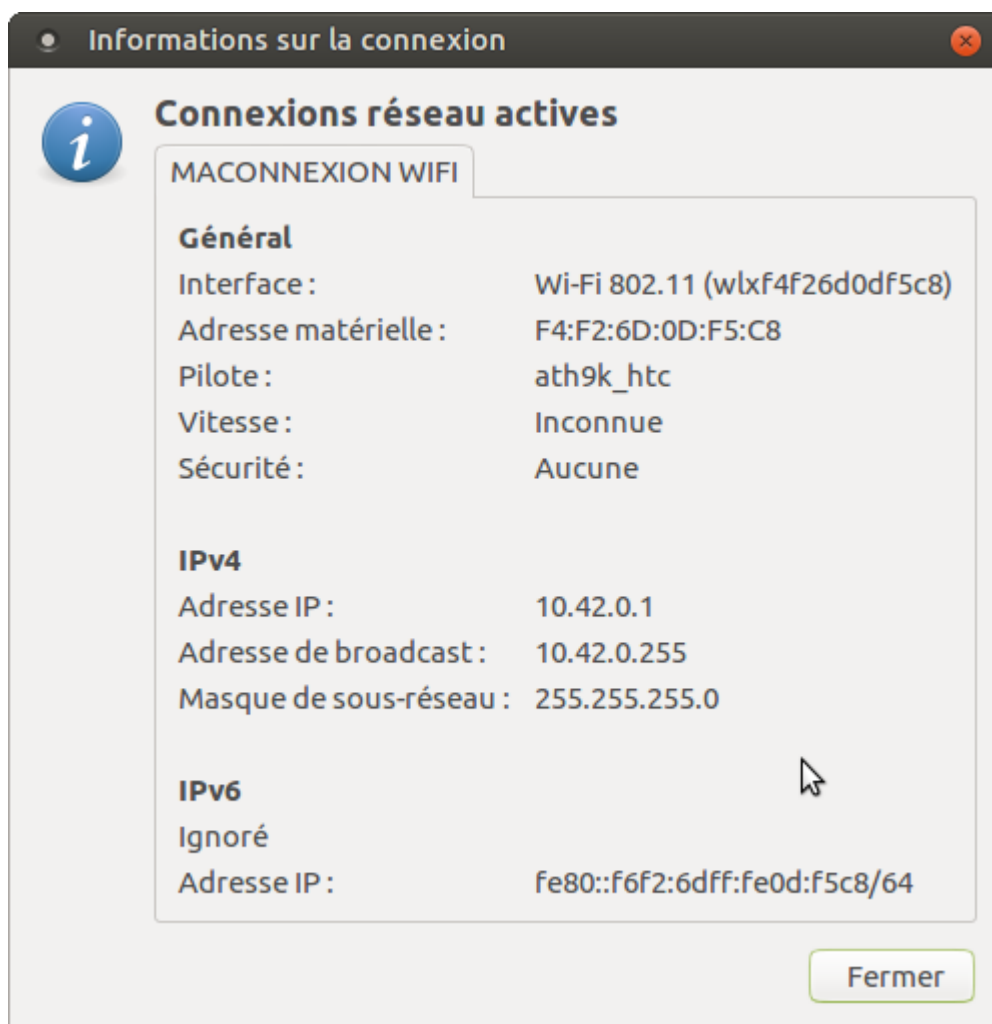 Informations sur la connexion
Connexions réseau actives
MACONNEXION WIFI
Général
Interface : Wi-Fi 802.11 (wlxf4f26d0df5c8)
Adresse matérielle : F4:F2:6D:0D:F5:C8
Pilote : ath9k_htc
Vitesse : Inconnue
Sécurité : Aucune
IPv4
Adresse IP : 10.42.0.1
Adresse de broadcast : 10.42.0.255
Masque de sous-réseau : 255.255.255.0
IPv6
Ignoré
Adresse IP : fe80::f6f2:6dff:fe0d:f5c8/64
Fermer